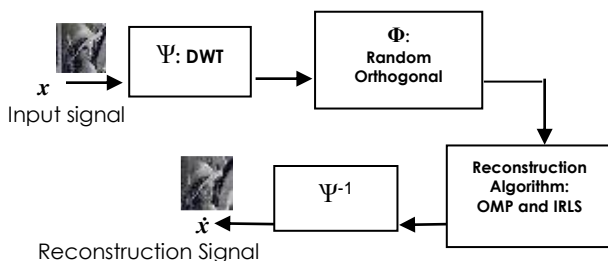 x
Input signal
Ψ: DWT
Φ:
Random
Orthogonal
Reconstruction
Algorithm:
OMP and IRLS
Ψ-1
ẋ
Reconstruction Signal